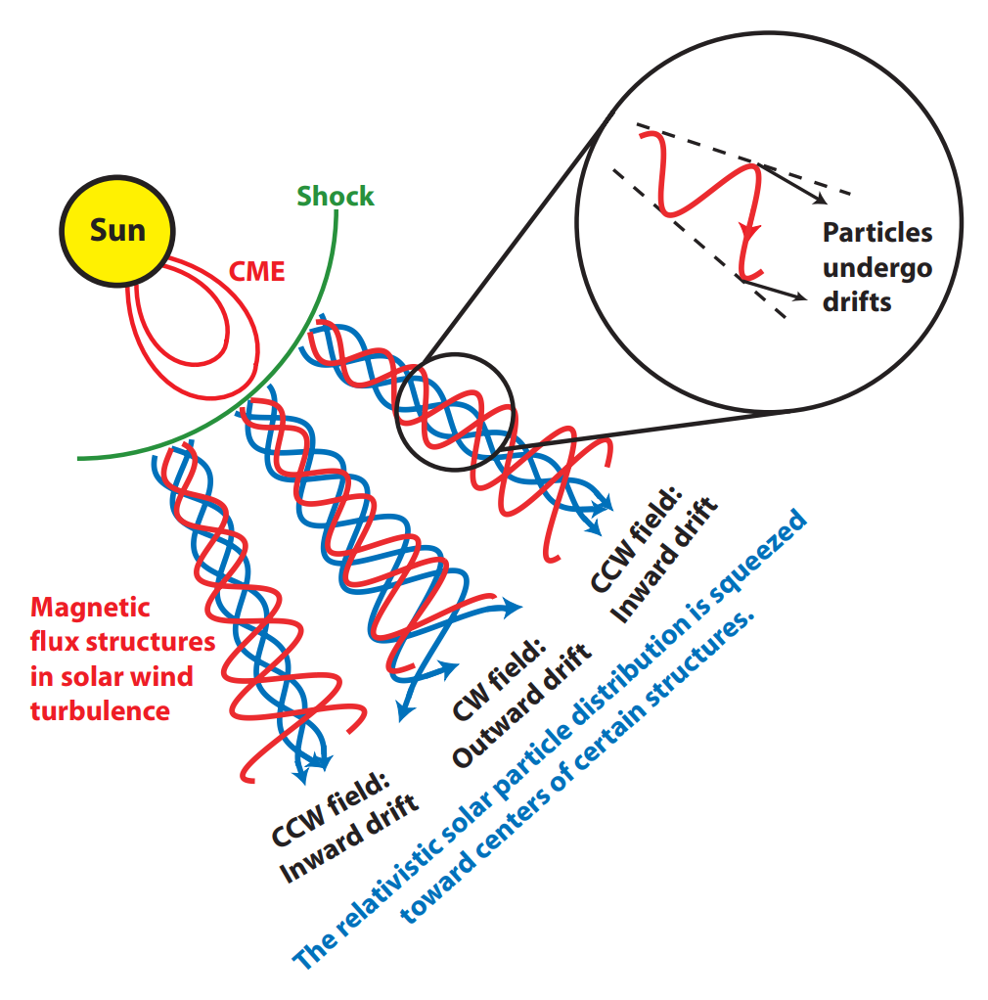 Shock
Sun
CME
Particles
undergo
drifts
Magnetic
flux structures
in solar wind
turbulence
CCW field:
Inward drift
CW field:
Outward drift
CCW field:
Inward drift
The relativistic solar particle distribution is squeezed
toward centers of certain structures.